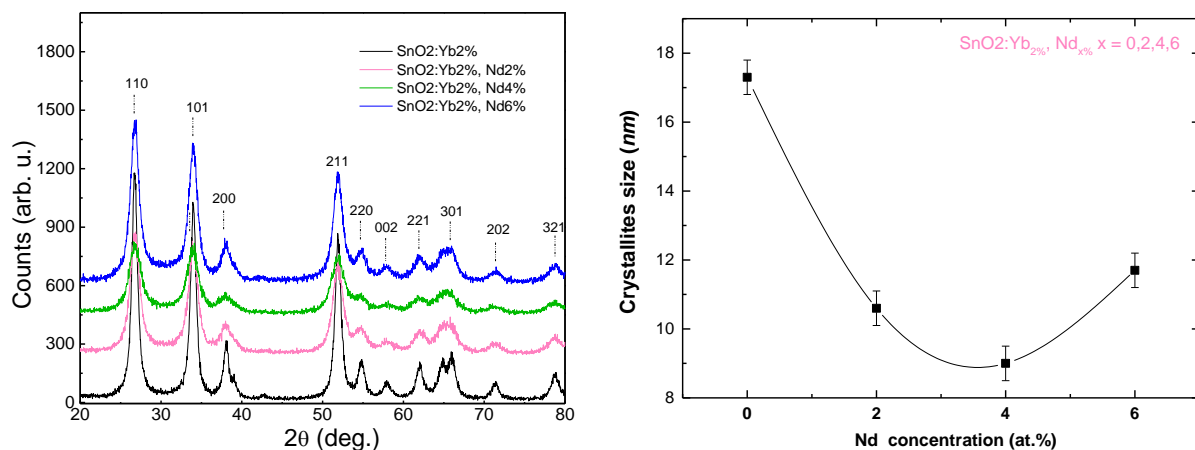 SnO2:Yb2%
SnO2:Yb2%, Nd2%
SnO2:Yb2%, Nd4%
SnO2:Yb2%, Nd6%
110
101
200
211
220
002
221
301
202
321
1800
1500
1200
900
600
300
0
Counts (arb. u.)
20 30 40 50 60 70 80
2θ (deg.)
SnO2:Yb2%, Ndx% x = 0,2,4,6
18
16
14
12
10
8
Crystallites size (nm)
0 2 4 6
Nd concentration (at.%)